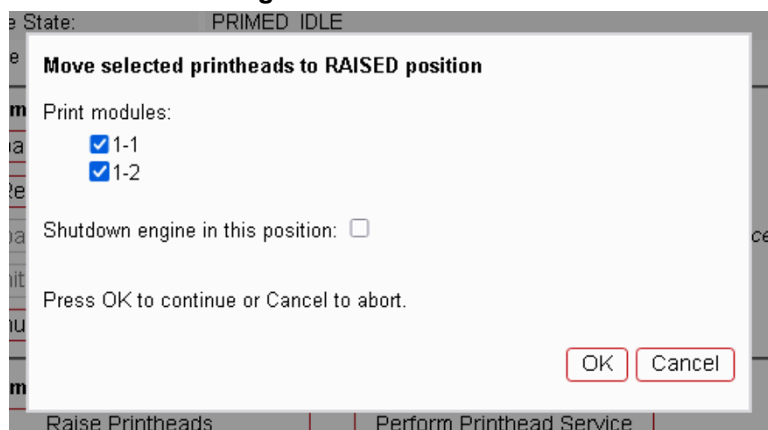 State: PRIMED_IDLE
Move selected printheads to RAISED position
Print modules:
1-1
1-2
Shutdown engine in this position:
Press OK to continue or Cancel to abort.
OK Cancel
Raise Printheads Perform Printhead Service